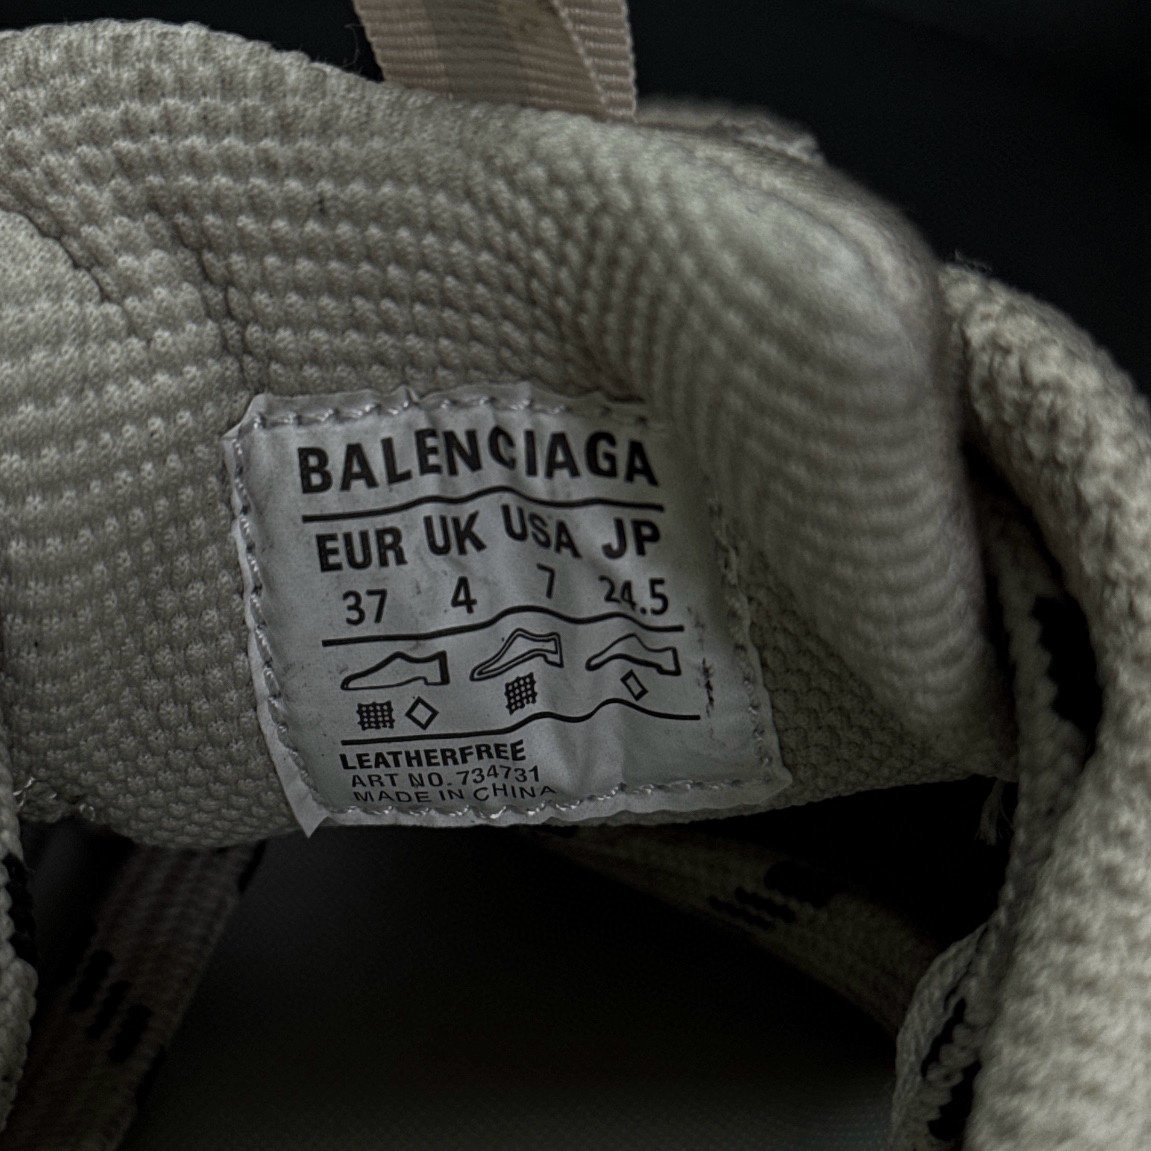 BALENCIAGA
EUR UK USA JP
37 4 7 24.5
LEATHERFREE
ART NO. 734731
MADE IN CHINA